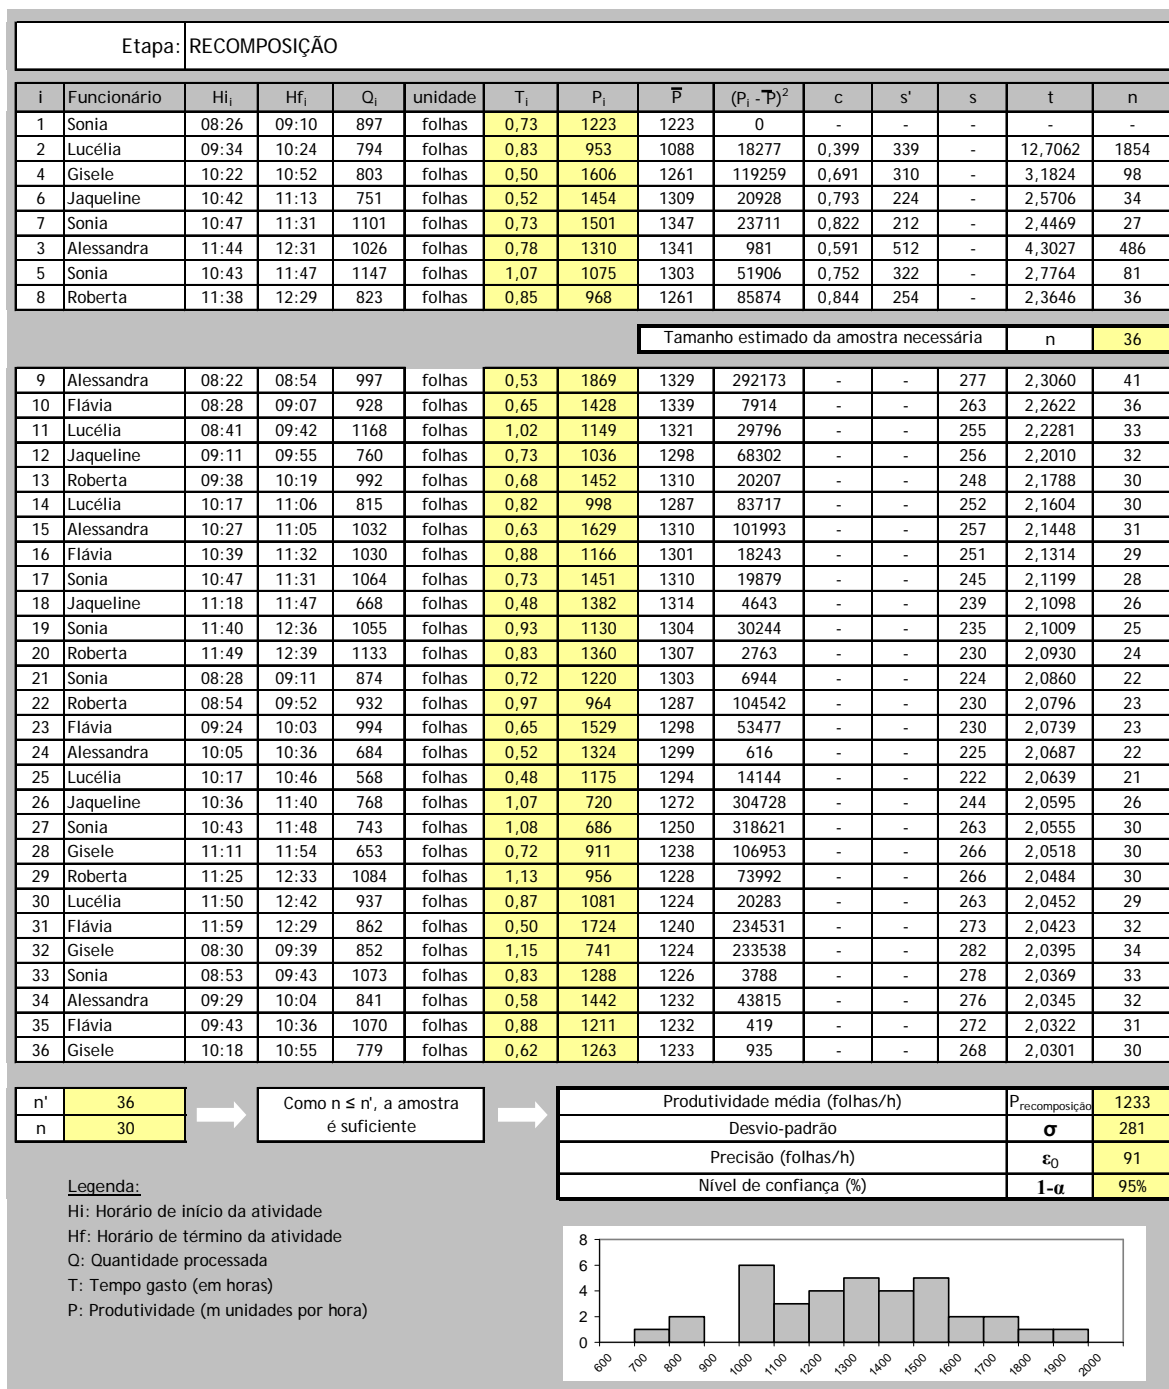 Etapa: RECOMPOSIÇÃO
i Funcionário Hi_i Hf_i Q_i unidade T_i P_i P̅ (P_i - P̅)² c s' s t n
1 Sonia 08:26 09:10 897 folhas 0,73 1223 1223 0 - - - - -
2 Lucélia 09:34 10:24 794 folhas 0,83 953 1088 18277 0,399 339 - 12,7062 1854
4 Gisele 10:22 10:52 803 folhas 0,50 1606 1261 119259 0,691 310 - 3,1824 98
6 Jaqueline 10:42 11:13 751 folhas 0,52 1454 1309 20928 0,793 224 - 2,5706 34
7 Sonia 10:47 11:31 1101 folhas 0,73 1501 1347 23711 0,822 212 - 2,4469 27
3 Alessandra 11:44 12:31 1026 folhas 0,78 1310 1341 981 0,591 512 - 4,3027 486
5 Sonia 10:43 11:47 1147 folhas 1,07 1075 1303 51906 0,752 322 - 2,7764 81
8 Roberta 11:38 12:29 823 folhas 0,85 968 1261 85874 0,844 254 - 2,3646 36
Tamanho estimado da amostra necessária n 36
9 Alessandra 08:22 08:54 997 folhas 0,53 1869 1329 292173 - - 277 2,3060 41
10 Flávia 08:28 09:07 928 folhas 0,65 1428 1339 7914 - - 263 2,2622 36
11 Lucélia 08:41 09:42 1168 folhas 1,02 1149 1321 29796 - - 255 2,2281 33
12 Jaqueline 09:11 09:55 760 folhas 0,73 1036 1298 68302 - - 256 2,2010 32
13 Roberta 09:38 10:19 992 folhas 0,68 1452 1310 20207 - - 248 2,1788 30
14 Lucélia 10:17 11:06 815 folhas 0,82 998 1287 83717 - - 252 2,1604 30
15 Alessandra 10:27 11:05 1032 folhas 0,63 1629 1310 101993 - - 257 2,1448 31
16 Flávia 10:39 11:32 1030 folhas 0,88 1166 1301 18243 - - 251 2,1314 29
17 Sonia 10:47 11:31 1064 folhas 0,73 1451 1310 19879 - - 245 2,1199 28
18 Jaqueline 11:18 11:47 668 folhas 0,48 1382 1314 4643 - - 239 2,1098 26
19 Sonia 11:40 12:36 1055 folhas 0,93 1130 1304 30244 - - 235 2,1009 25
20 Roberta 11:49 12:39 1133 folhas 0,83 1360 1307 2763 - - 230 2,0930 24
21 Sonia 08:28 09:11 874 folhas 0,72 1220 1303 6944 - - 224 2,0860 22
22 Roberta 08:54 09:52 932 folhas 0,97 964 1287 104542 - - 230 2,0796 23
23 Flávia 09:24 10:03 994 folhas 0,65 1529 1298 53477 - - 230 2,0739 23
24 Alessandra 10:05 10:36 684 folhas 0,52 1324 1299 616 - - 225 2,0687 22
25 Lucélia 10:17 10:46 568 folhas 0,48 1175 1294 14144 - - 222 2,0639 21
26 Jaqueline 10:36 11:40 768 folhas 1,07 720 1272 304728 - - 244 2,0595 26
27 Sonia 10:43 11:48 743 folhas 1,08 686 1250 318621 - - 263 2,0555 30
28 Gisele 11:11 11:54 653 folhas 0,72 911 1238 106953 - - 266 2,0518 30
29 Roberta 11:25 12:33 1084 folhas 1,13 956 1228 73992 - - 266 2,0484 30
30 Lucélia 11:50 12:42 937 folhas 0,87 1081 1224 20283 - - 263 2,0452 29
31 Flávia 11:59 12:29 862 folhas 0,50 1724 1240 234531 - - 273 2,0423 32
32 Gisele 08:30 09:39 852 folhas 1,15 741 1224 233538 - - 282 2,0395 34
33 Sonia 08:53 09:43 1073 folhas 0,83 1288 1226 3788 - - 278 2,0369 33
34 Alessandra 09:29 10:04 841 folhas 0,58 1442 1232 43815 - - 276 2,0345 32
35 Flávia 09:43 10:36 1070 folhas 0,88 1211 1232 419 - - 272 2,0322 31
36 Gisele 10:18 10:55 779 folhas 0,62 1263 1233 935 - - 268 2,0301 30
n' 36
n 30
Como n ≤ n', a amostra
é suficiente
Produtividade média (folhas/h) P_recomposição 1233
Desvio-padrão σ 281
Precisão (folhas/h) ε₀ 91
Nível de confiança (%) 1-α 95%
Legenda:
Hi: Horário de início da atividade
Hf: Horário de término da atividade
Q: Quantidade processada
T: Tempo gasto (em horas)
P: Produtividade (m unidades por hora)
8
6
4
2
0
600 700 800 900 1000 1100 1200 1300 1400 1500 1600 1700 1800 1900 2000